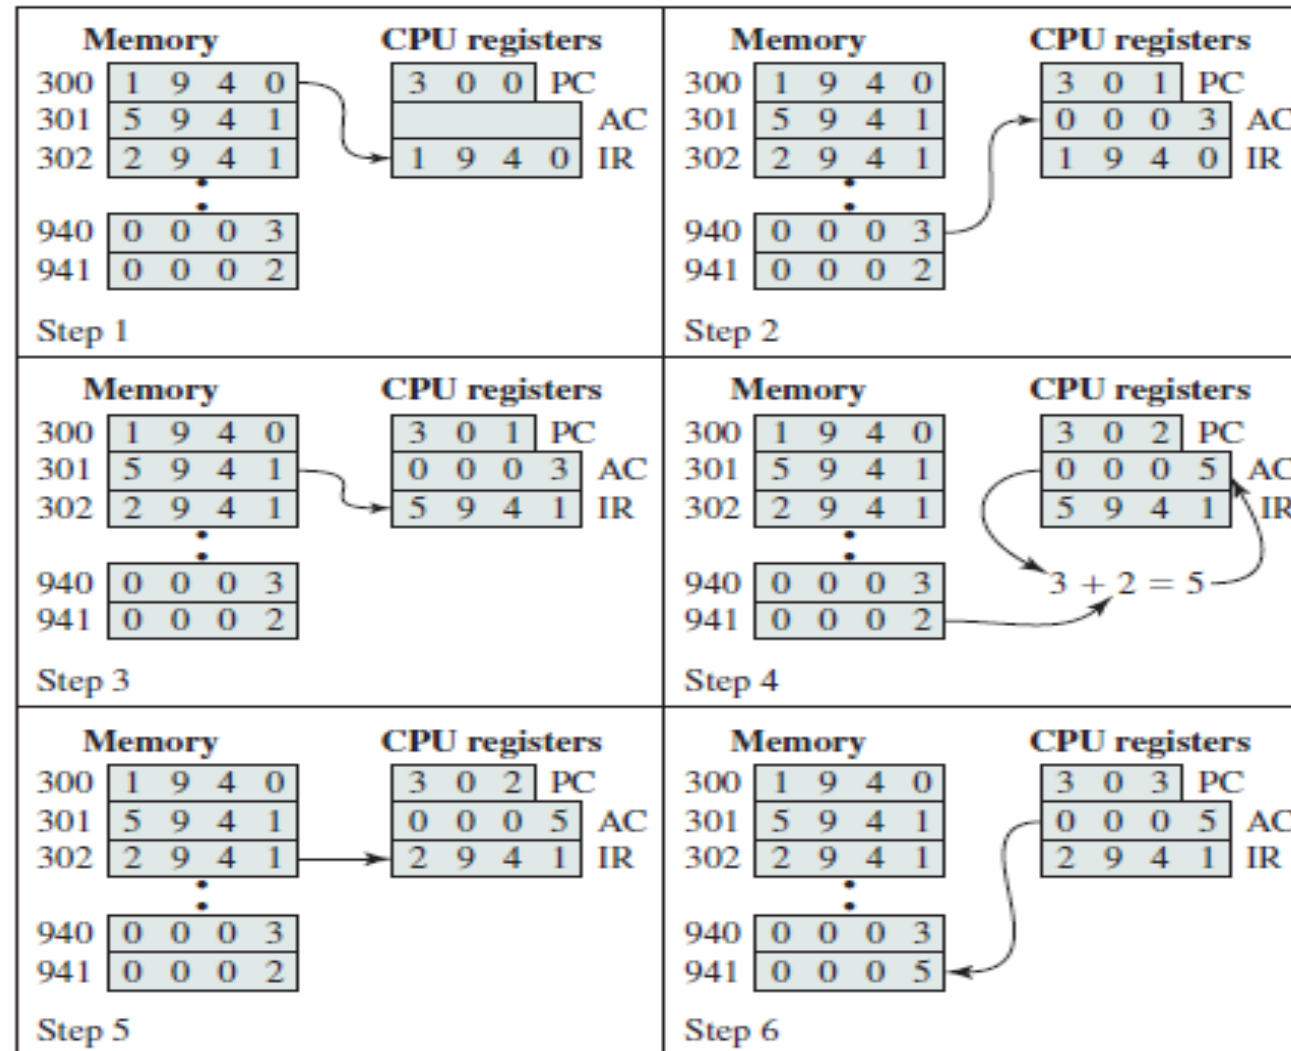 Memory CPU registers
300 1 9 4 0 3 0 0 PC
301 5 9 4 1 AC
302 2 9 4 1 1 9 4 0 IR
940 0 0 0 3
941 0 0 0 2
Step 1
Memory CPU registers
300 1 9 4 0 3 0 1 PC
301 5 9 4 1 0 0 0 3 AC
302 2 9 4 1 1 9 4 0 IR
940 0 0 0 3
941 0 0 0 2
Step 2
Memory CPU registers
300 1 9 4 0 3 0 1 PC
301 5 9 4 1 0 0 0 3 AC
302 2 9 4 1 5 9 4 1 IR
940 0 0 0 3
941 0 0 0 2
Step 3
Memory CPU registers
300 1 9 4 0 3 0 2 PC
301 5 9 4 1 0 0 0 5 AC
302 2 9 4 1 5 9 4 1 IR
940 0 0 0 3 3 + 2 = 5
941 0 0 0 2
Step 4
Memory CPU registers
300 1 9 4 0 3 0 2 PC
301 5 9 4 1 0 0 0 5 AC
302 2 9 4 1 2 9 4 1 IR
940 0 0 0 3
941 0 0 0 2
Step 5
Memory CPU registers
300 1 9 4 0 3 0 3 PC
301 5 9 4 1 0 0 0 5 AC
302 2 9 4 1 2 9 4 1 IR
940 0 0 0 3
941 0 0 0 5
Step 6